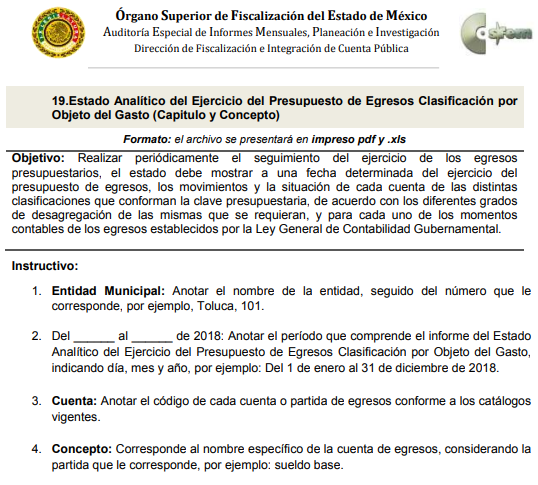 Órgano Superior de Fiscalización del Estado de México
Auditoría Especial de Informes Mensuales, Planeación e Investigación
Dirección de Fiscalización e Integración de Cuenta Pública
osfem
19.Estado Analítico del Ejercicio del Presupuesto de Egresos Clasificación por
Objeto del Gasto (Capitulo y Concepto)
Formato: el archivo se presentará en impreso pdf y .xls
Objetivo: Realizar periódicamente el seguimiento del ejercicio de los egresos
presupuestarios, el estado debe mostrar a una fecha determinada del ejercicio del
presupuesto de egresos, los movimientos y la situación de cada cuenta de las distintas
clasificaciones que conforman la clave presupuestaria, de acuerdo con los diferentes grados
de desagregación de las mismas que se requieran, y para cada uno de los momentos
contables de los egresos establecidos por la Ley General de Contabilidad Gubernamental.
Instructivo:
1. Entidad Municipal: Anotar el nombre de la entidad, seguido del número que le
corresponde, por ejemplo, Toluca, 101.
2. Del ______ al ______ de 2018: Anotar el período que comprende el informe del Estado
Analítico del Ejercicio del Presupuesto de Egresos Clasificación por Objeto del Gasto,
indicando día, mes y año, por ejemplo: Del 1 de enero al 31 de diciembre de 2018.
3. Cuenta: Anotar el código de cada cuenta o partida de egresos conforme a los catálogos
vigentes.
4. Concepto: Corresponde al nombre específico de la cuenta de egresos, considerando la
partida que le corresponde, por ejemplo: sueldo base.